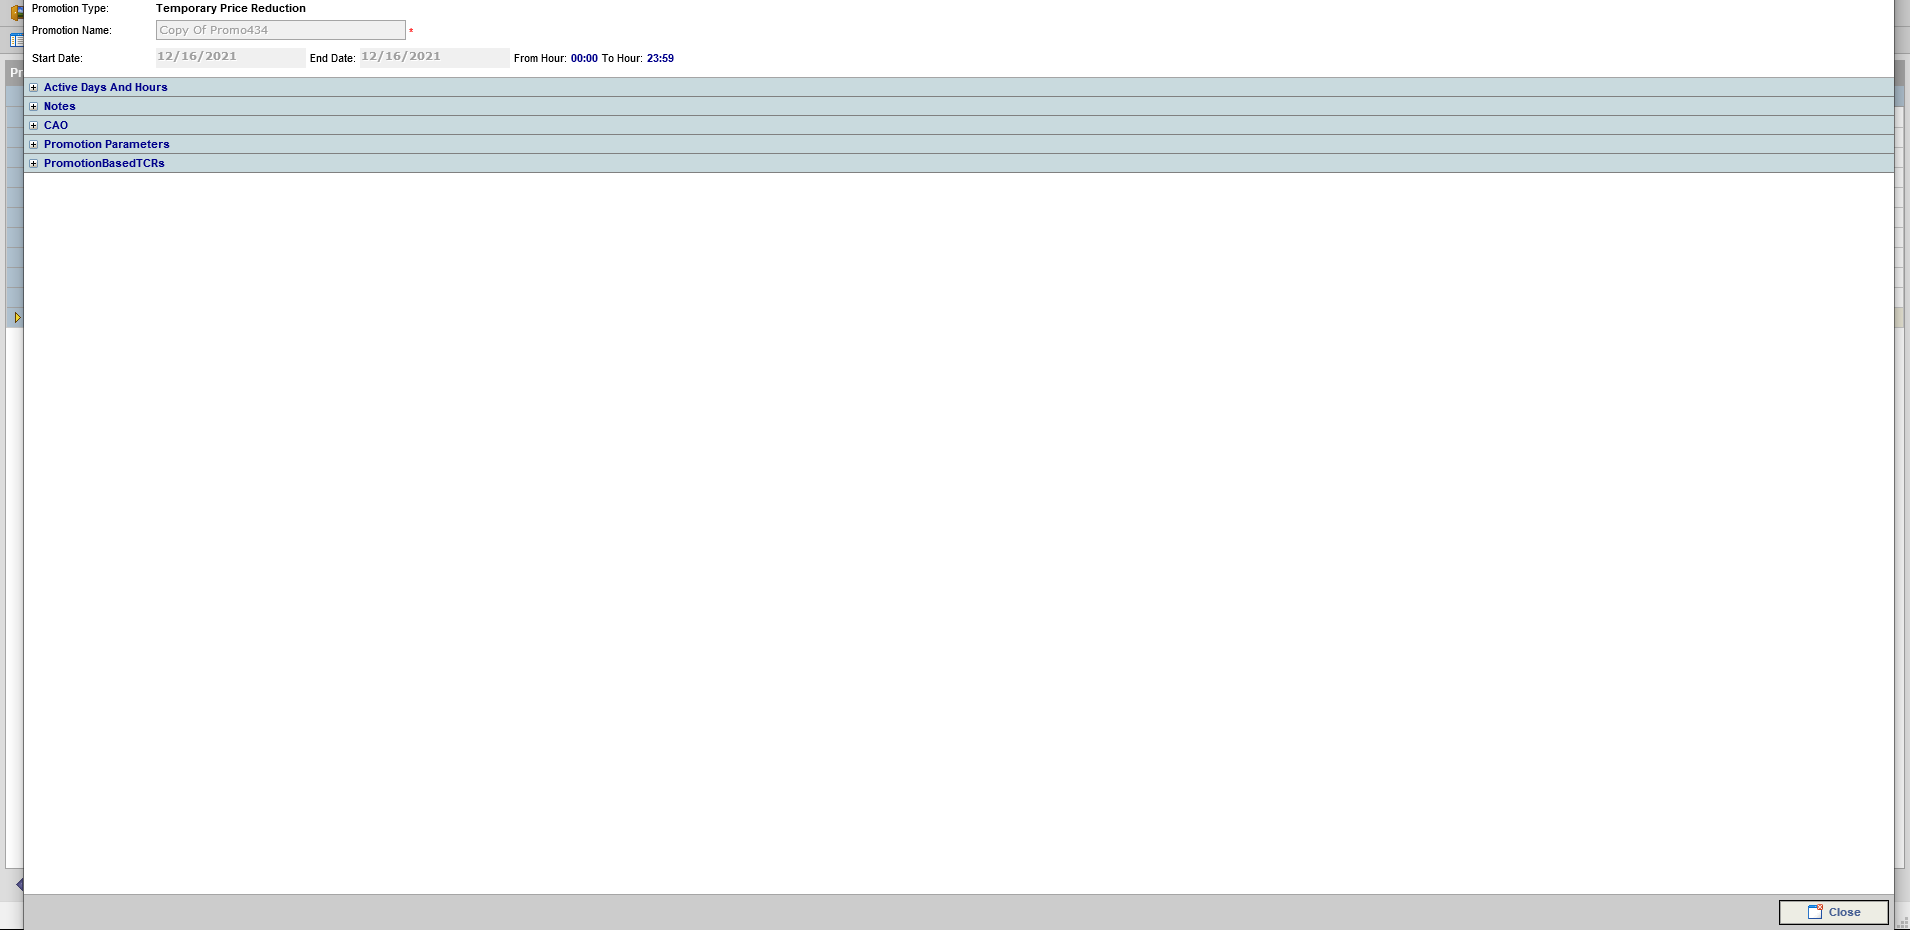 Promotion Type: Temporary Price Reduction
Promotion Name: Copy Of Promo434 *
Start Date: 12/16/2021 End Date: 12/16/2021 From Hour: 00:00 To Hour: 23:59
Pr
Active Days And Hours
Notes
CAO
Promotion Parameters
PromotionBasedTCRs
Close